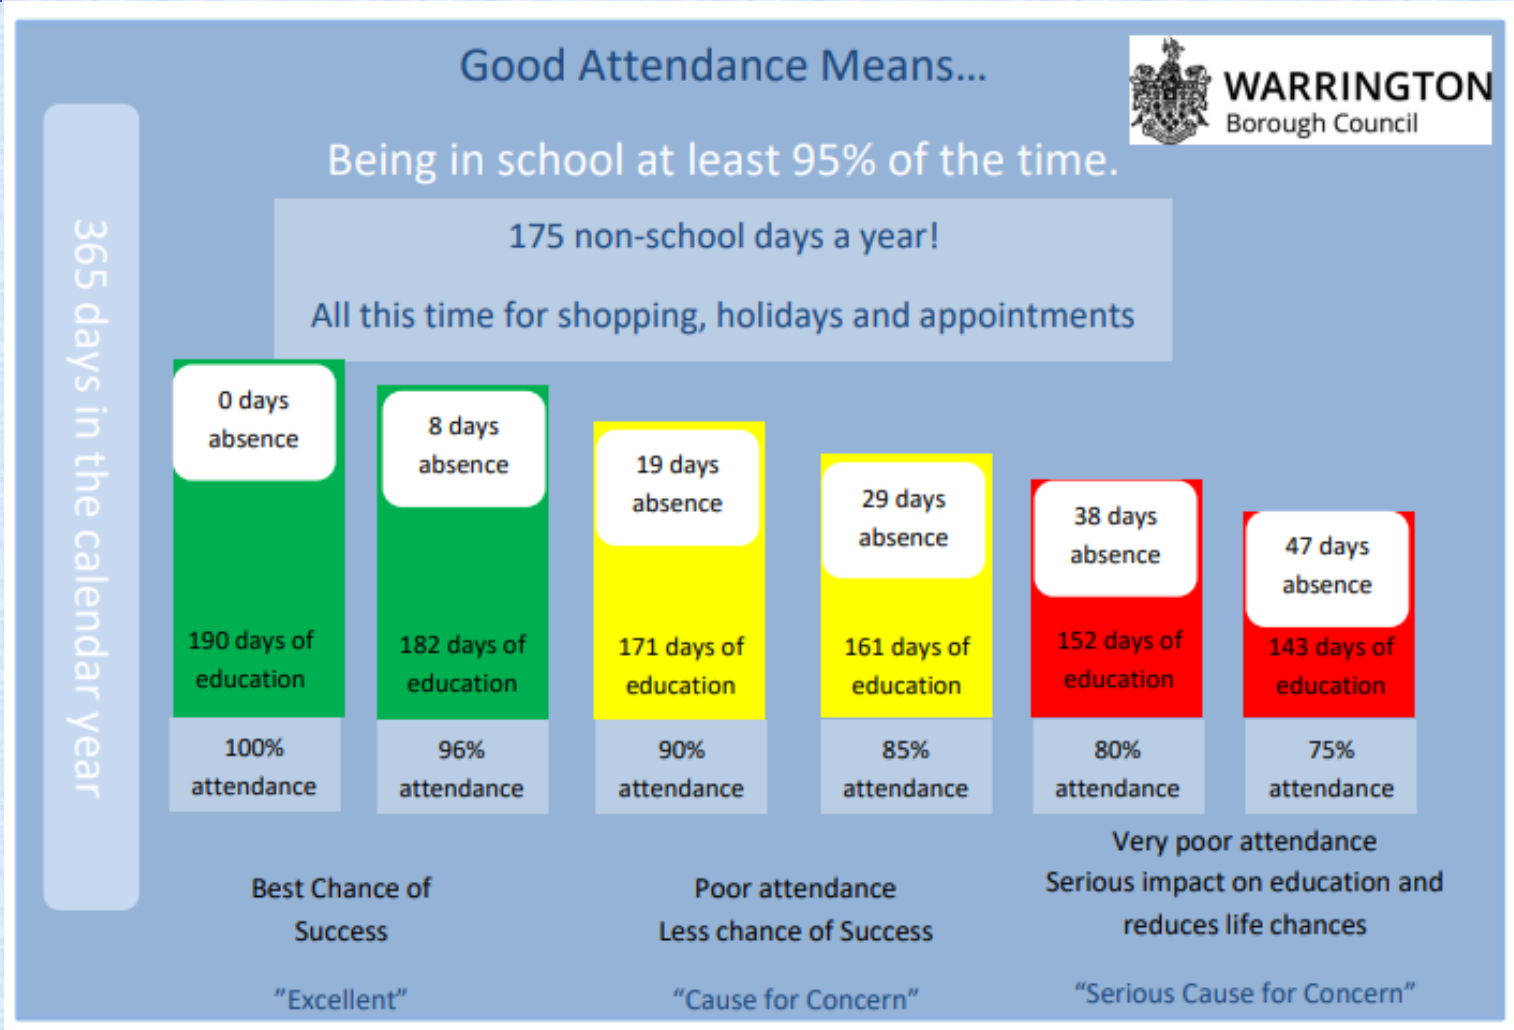 Good Attendance Means...
WARRINGTON
Borough Council
Being in school at least 95% of the time.
175 non-school days a year!
All this time for shopping, holidays and appointments
365 days in the calendar year
0 days
absence
190 days of
education
100%
attendance
8 days
absence
182 days of
education
96%
attendance
19 days
absence
171 days of
education
90%
attendance
29 days
absence
161 days of
education
85%
attendance
38 days
absence
152 days of
education
80%
attendance
47 days
absence
143 days of
education
75%
attendance
Best Chance of
Success
"Excellent"
Poor attendance
Less chance of Success
“Cause for Concern”
Very poor attendance
Serious impact on education and
reduces life chances
“Serious Cause for Concern”